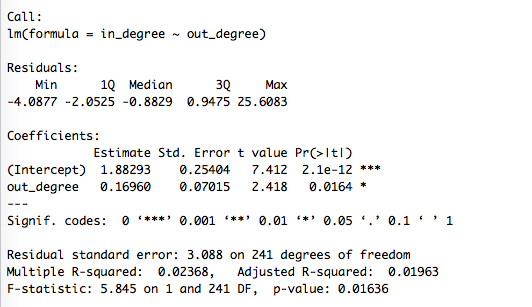 Call:
lm(formula = in_degree ~ out_degree)
Residuals:
Min 1Q Median 3Q Max
-4.0877 -2.0525 -0.8829 0.9475 25.6083
Coefficients:
Estimate Std. Error t value Pr(>|t|)
(Intercept) 1.88293 0.25404 7.412 2.1e-12 ***
out_degree 0.16960 0.07015 2.418 0.0164 *
---
Signif. codes: 0 ‘***’ 0.001 ‘**’ 0.01 ‘*’ 0.05 ‘.’ 0.1 ‘ ’ 1
Residual standard error: 3.088 on 241 degrees of freedom
Multiple R-squared: 0.02368, Adjusted R-squared: 0.01963
F-statistic: 5.845 on 1 and 241 DF, p-value: 0.01636